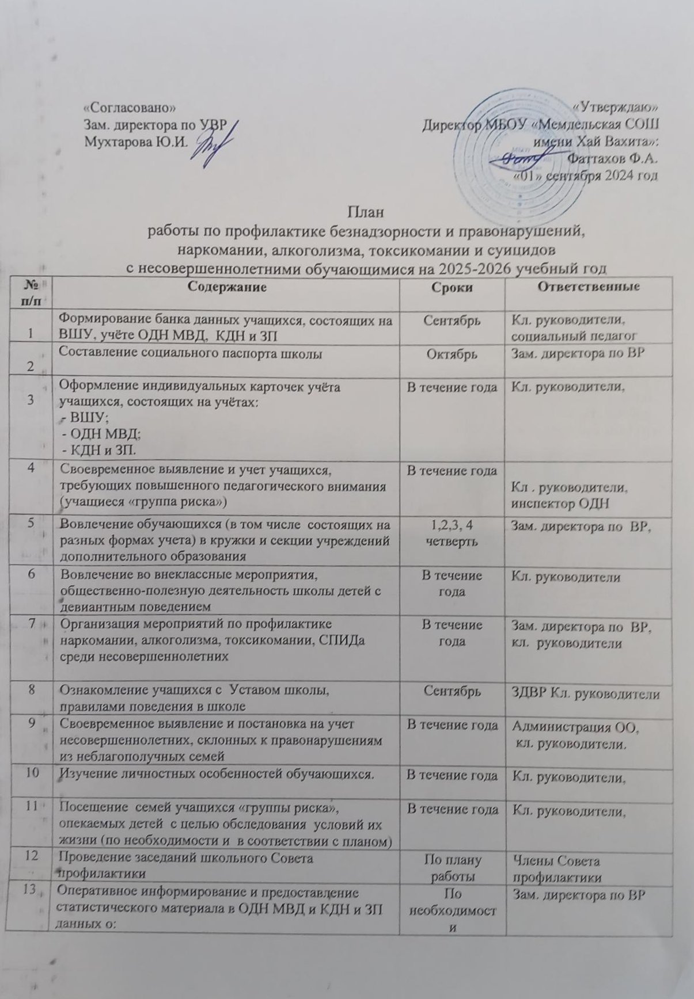 «Согласовано»
Зам. директора по УВР
Мухтарова Ю.И.
«Утверждаю»
Директор МБОУ «Мемдельская СОШ
имени Хай Вахита»:
Фаттахов Ф.А.
«01» сентября 2024 год
План
работы по профилактике безнадзорности и правонарушений,
наркомании, алкоголизма, токсикомании и суицидов
с несовершеннолетними обучающимися на 2025-2026 учебный год
№ п/п Содержание Сроки Ответственные
1 Формирование банка данных учащихся, состоящих на Сентябрь Кл. руководители,
ВШУ, учёте ОДН МВД, КДН и ЗП социальный педагог
2 Составление социального паспорта школы Октябрь Зам. директора по ВР
3 Оформление индивидуальных карточек учёта В течение года Кл. руководители,
учащихся, состоящих на учётах:
- ВШУ;
- ОДН МВД;
- КДН и ЗП.
4 Своевременное выявление и учет учащихся, В течение года
требующих повышенного педагогического внимания Кл . руководители,
(учащиеся «группа риска») инспектор ОДН
5 Вовлечение обучающихся (в том числе состоящих на 1,2,3, 4 Зам. директора по ВР,
разных формах учета) в кружки и секции учреждений четверть
дополнительного образования
6 Вовлечение во внеклассные мероприятия, В течение Кл. руководители
общественно-полезную деятельность школы детей с года
девиантным поведением
7 Организация мероприятий по профилактике В течение Зам. директора по ВР,
наркомании, алкоголизма, токсикомании, СПИДа года кл. руководители
среди несовершеннолетних
8 Ознакомление учащихся с Уставом школы, Сентябрь ЗДВР Кл. руководители
правилами поведения в школе
9 Своевременное выявление и постановка на учет В течение года Администрация ОО,
несовершеннолетних, склонных к правонарушениям кл. руководители.
из неблагополучных семей
10 Изучение личностных особенностей обучающихся. В течение года Кл. руководители,
11 Посещение семей учащихся «группы риска», В течение года Кл. руководители,
опекаемых детей с целью обследования условий их
жизни (по необходимости и в соответствии с планом)
12 Проведение заседаний школьного Совета По плану Члены Совета
профилактики работы профилактики
13 Оперативное информирование и предоставление По Зам. директора по ВР
статистического материала в ОДН МВД и КДН и ЗП необходимост
данных о: и